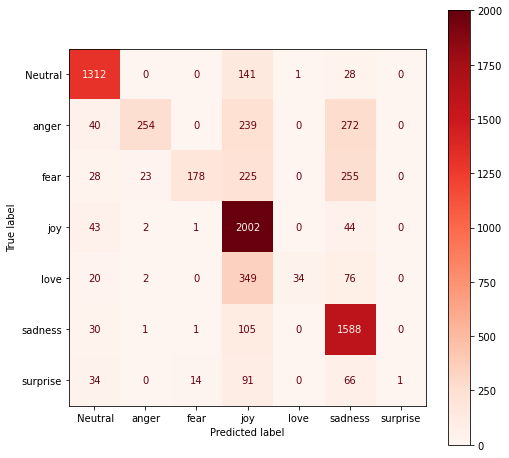 2000
1750
1500
1250
1000
750
500
250
0
True label
Neutral 1312 0 0 141 1 28 0
anger 40 254 0 239 0 272 0
fear 28 23 178 225 0 255 0
joy 43 2 1 2002 0 44 0
love 20 2 0 349 34 76 0
sadness 30 1 1 105 0 1588 0
surprise 34 0 14 91 0 66 1
Neutral anger fear joy love sadness surprise
Predicted label